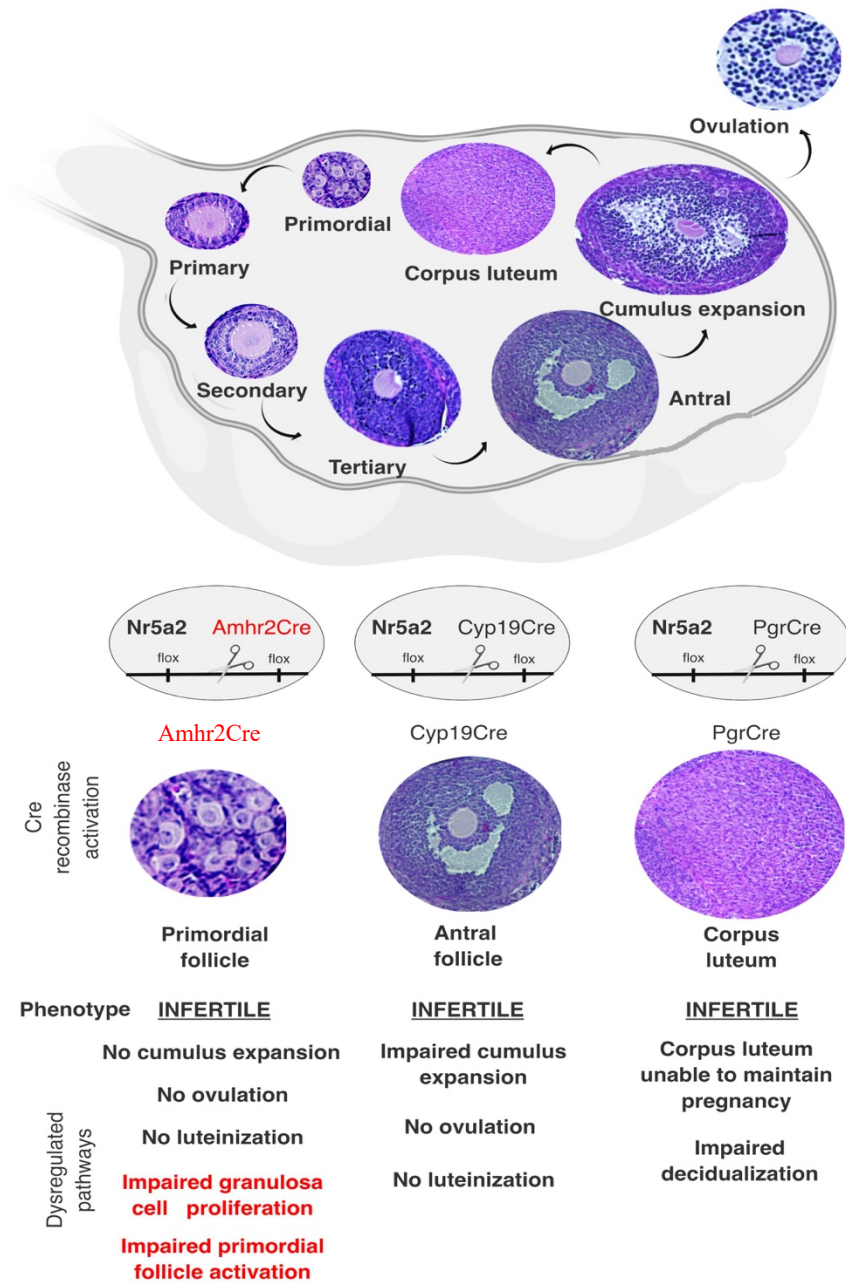 Ovulation
Primordial
Corpus luteum
Primary
Cumulus expansion
Secondary
Antral
Tertiary
Nr5a2 Amhr2Cre
flox flox
Nr5a2 Cyp19Cre
flox flox
Nr5a2 PgrCre
flox flox
Amhr2Cre
Cyp19Cre
PgrCre
Cre
recombinase
activation
Primordial
follicle
Antral
follicle
Corpus
luteum
Phenotype
INFERTILE
INFERTILE
INFERTILE
Dysregulated
pathways
No cumulus expansion
No ovulation
No luteinization
Impaired granulosa
cell proliferation
Impaired primordial
follicle activation
Impaired cumulus
expansion
No ovulation
No luteinization
Corpus luteum
unable to maintain
pregnancy
Impaired
decidualization